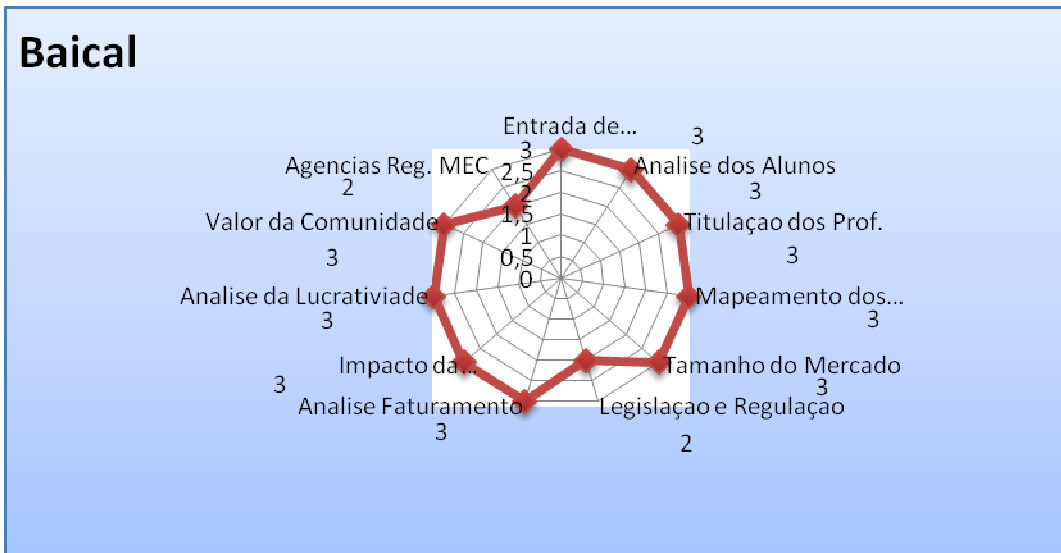 Baical
Entrada de...
3
3
Analise dos Alunos
3
Titulaçao dos Prof.
3
Mapeamento dos...
3
Tamanho do Mercado
3
Legislaçao e Regulaçao
2
Analise Faturamento
3
Impacto da...
3
Analise da Lucrativiade
3
Valor da Comunidade
3
Agencias Reg. MEC
2
2,5
2
1,5
1
0,5
0